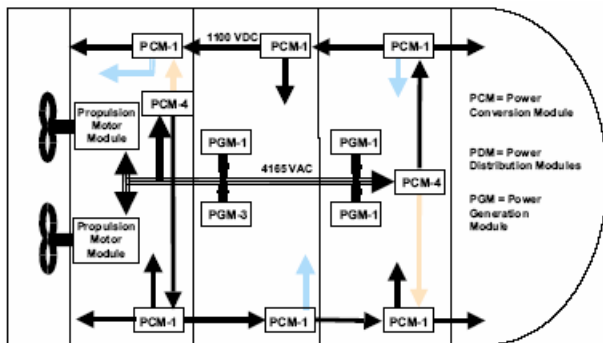 PCM-1
1100 VDC
PCM-1
PCM-1
PCM-4
Propulsion
Motor
Module
PGM-1
PGM-1
4165 VAC
PCM-4
PGM-3
PGM-1
Propulsion
Motor
Module
PCM-1
PCM-1
PCM-1
PCM = Power
Conversion Module
PDM = Power
Distribution Modules
PGM = Power
Generation
Module